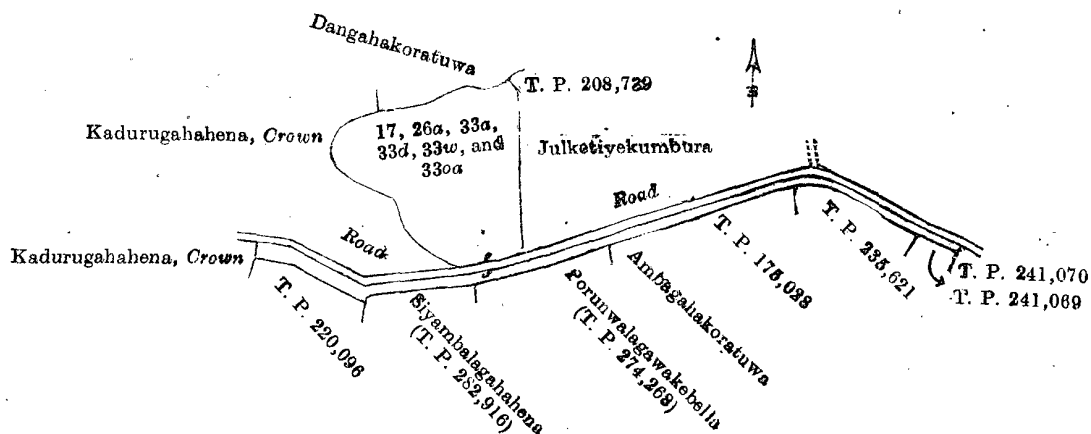 Dangahakoratuwa
T. P. 208,739
Kadurugahahena, Crown
17, 26a, 33a,
33d, 33w, and
33oa
Julketiyekumbura
Road
Road
Kadurugahahena, Crown
T. P. 220,096
Siyambalagahahena
(T. P. 282,916)
Porunwalagawakebella
(T. P. 274,268)
Ambagahakoratuwa
T. P. 175,028
T. P. 235,621
T. P. 241,070
T. P. 241,069